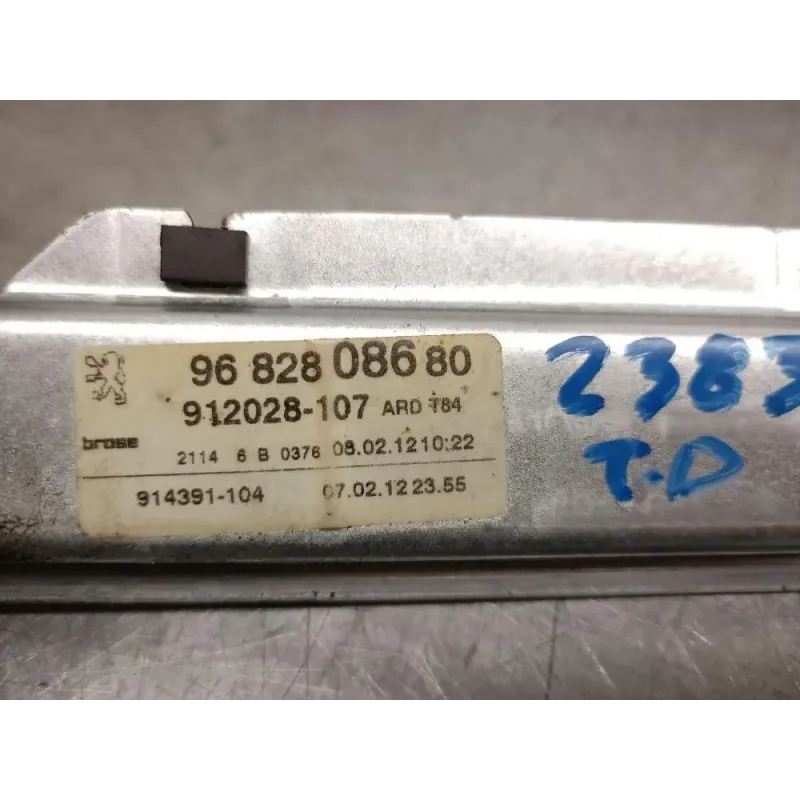 96 828 086 80
912028-107 ARD T84
brose
2114 6 B 0376 08.02.12 10:22
914391-104 07.02.12 23.55
2383
T.D